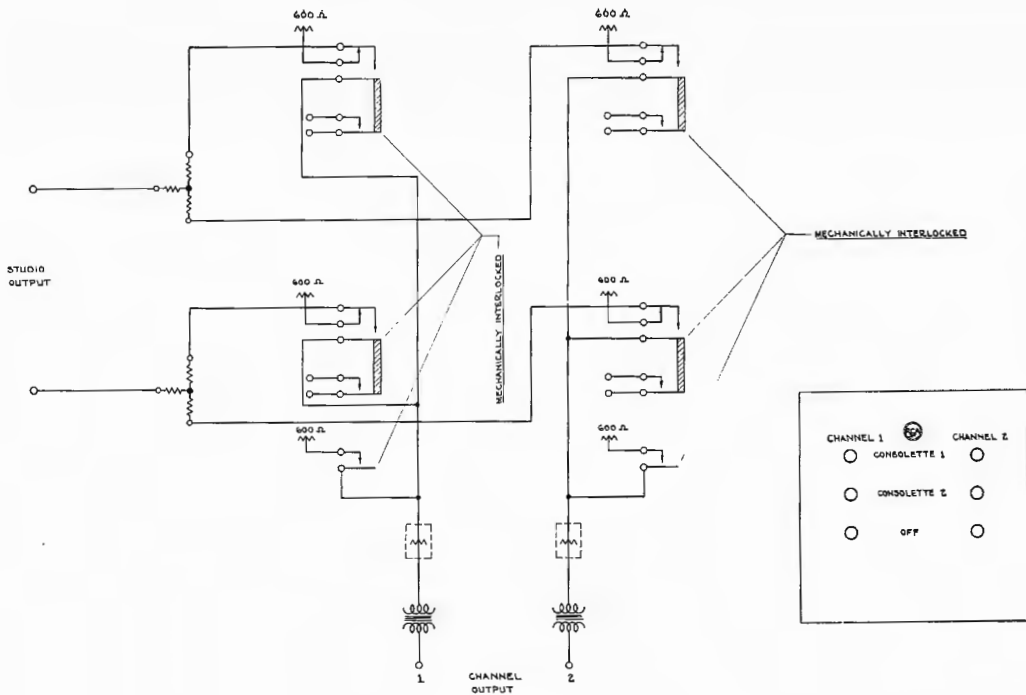 600 Ω
600 Ω
MECHANICALLY INTERLOCKED
STUDIO
OUTPUT
600 Ω
600 Ω
MECHANICALLY INTERLOCKED
RCA
CHANNEL 1 CHANNEL 2
CONSOLETTE 1
CONSOLETTE 2
OFF
600 Ω
600 Ω
1 CHANNEL 2
OUTPUT